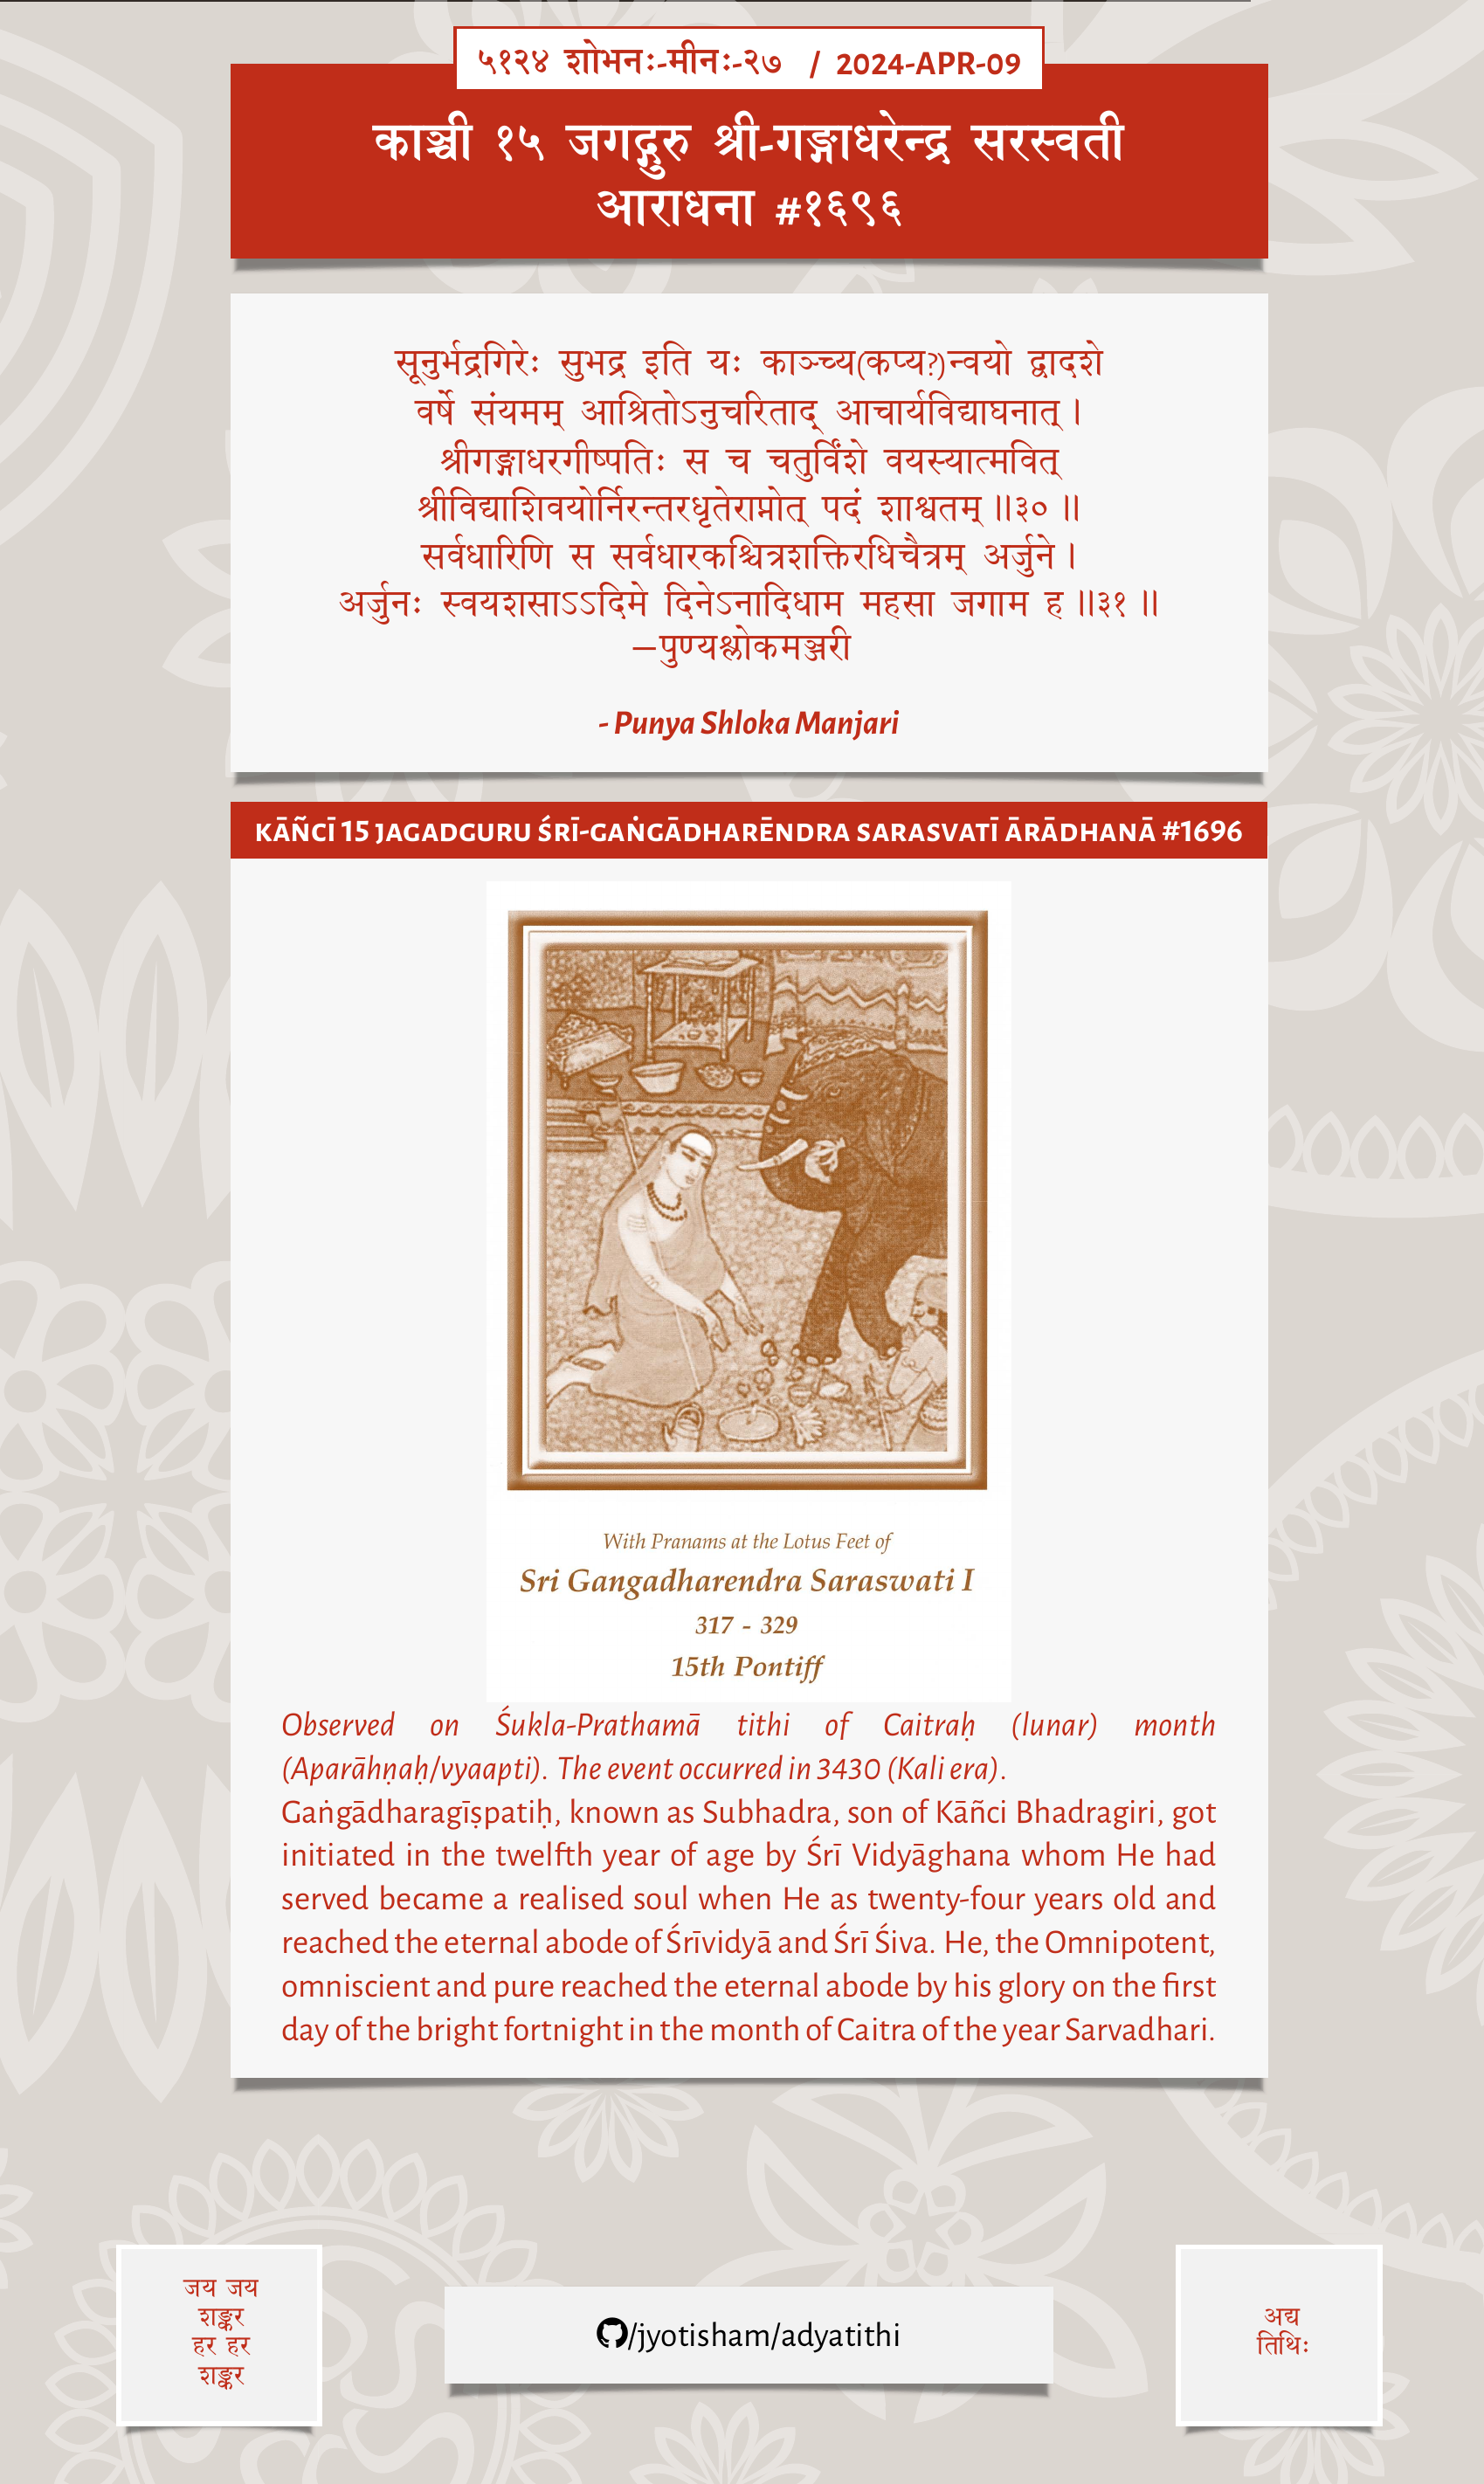 ५१२४ शोभनः-मीनः-२७ / 2024-APR-09
काञ्ची १५ जगद्गुरु श्री-गङ्गाधरेन्द्र सरस्वती
आराधना #१६९६
सूनुर्भद्रगिरेः सुभद्र इति यः काञ्च्य(कप्य?)न्वयो द्वादशे
वर्षे संयमम् आश्रितोऽनुचरिताद् आचार्यविद्याघनात्।
श्रीगङ्गाधरगीष्पतिः स च चतुर्विंशे वयस्यात्मवित्
श्रीविद्याशिवयोर्निरन्तरधृतेराप्नोत् पदं शाश्वतम्॥३०॥
सर्वधारिणि स सर्वधारकश्चित्रशक्तिरधिचैत्रम् अर्जुने।
अर्जुनः स्वयशसाऽऽदिमे दिनेऽनादिधाम महसा जगाम ह॥३१॥
—पुण्यश्लोकमञ्जरी
- Punya Shloka Manjari
KĀÑCĪ 15 JAGADGURU ŚRĪ-GAṄGĀDHARĒNDRA SARASVATĪ ĀRĀDHANĀ #1696
With Pranams at the Lotus Feet of
Sri Gangadharendra Saraswati I
317 - 329
15th Pontiff
Observed on Śukla-Prathamā tithi of Caitraḥ (lunar) month
(Aparāhṇaḥ/vyaapti). The event occurred in 3430 (Kali era).
Gaṅgādharagīṣpatiḥ, known as Subhadra, son of Kāñci Bhadragiri, got
initiated in the twelfth year of age by Śrī Vidyāghana whom He had
served became a realised soul when He as twenty-four years old and
reached the eternal abode of Śrīvidyā and Śrī Śiva. He, the Omnipotent,
omniscient and pure reached the eternal abode by his glory on the first
day of the bright fortnight in the month of Caitra of the year Sarvadhari.
जय जय
शङ्कर
हर हर
शङ्कर
/jyotisham/adyatithi
अद्य
तिथिः